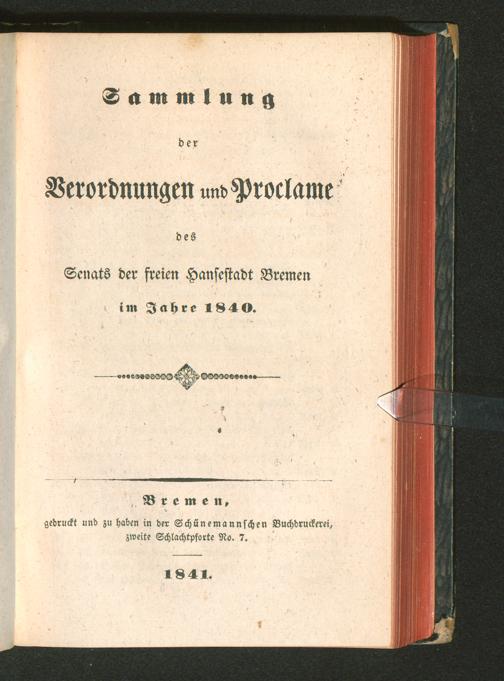 Sammlung
der
Verordnungen und Proclame
des
Senats der freien Hansestadt Bremen
im Jahre 1840.
Bremen,
gedruckt und zu haben in der Schünemannschen Buchdruckerei,
zweite Schlachtpforte No. 7.
1841.